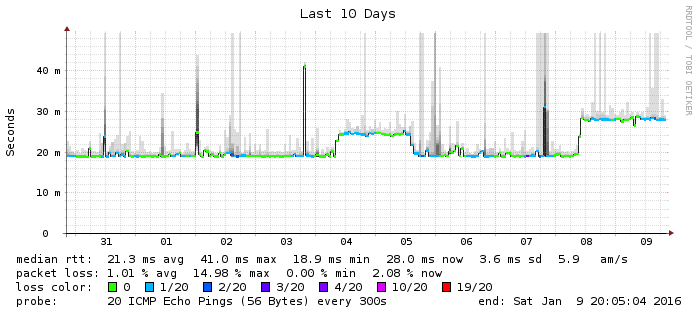 Last 10 Days
RRDTOOL / TOBI OETIKER
Seconds
40 m
30 m
20 m
10 m
0
31 01 02 03 04 05 06 07 08 09
median rtt: 21.3 ms avg 41.0 ms max 18.9 ms min 28.0 ms now 3.6 ms sd 5.9 am/s
packet loss: 1.01 % avg 14.98 % max 0.00 % min 2.08 % now
loss color: 0 1/20 2/20 3/20 4/20 10/20 19/20
probe: 20 ICMP Echo Pings (56 Bytes) every 300s end: Sat Jan 9 20:05:04 2016